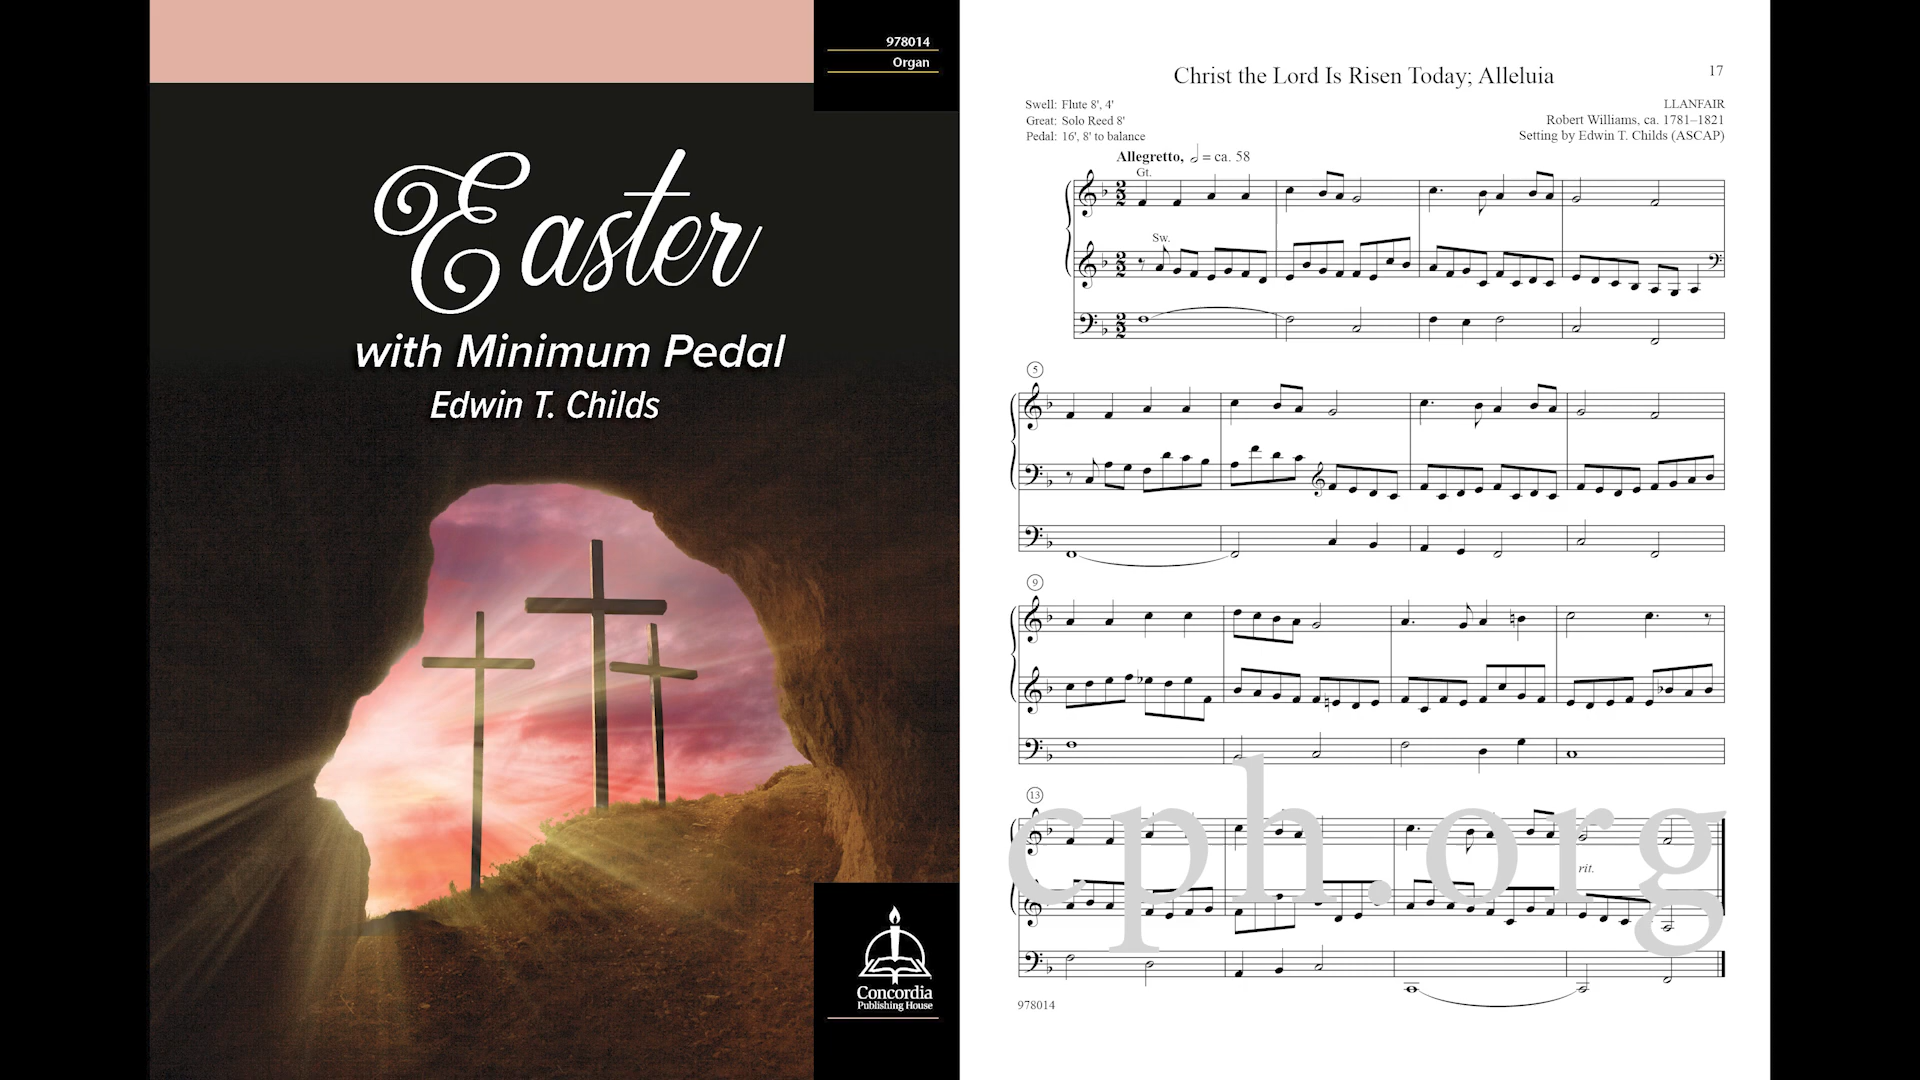 978014
Organ
Easter
with Minimum Pedal
Edwin T. Childs
Concordia
Publishing House
17
Christ the Lord Is Risen Today; Alleluia
Swell: Flute 8', 4'
Great: Solo Reed 8'
Pedal: 16', 8' to balance
LLANFAIR
Robert Williams, ca. 1781–1821
Setting by Edwin T. Childs (ASCAP)
Allegretto, 𝅗𝅥 = ca. 58
Gt.
Sw.
5
9
13
rit.
cph.org
978014